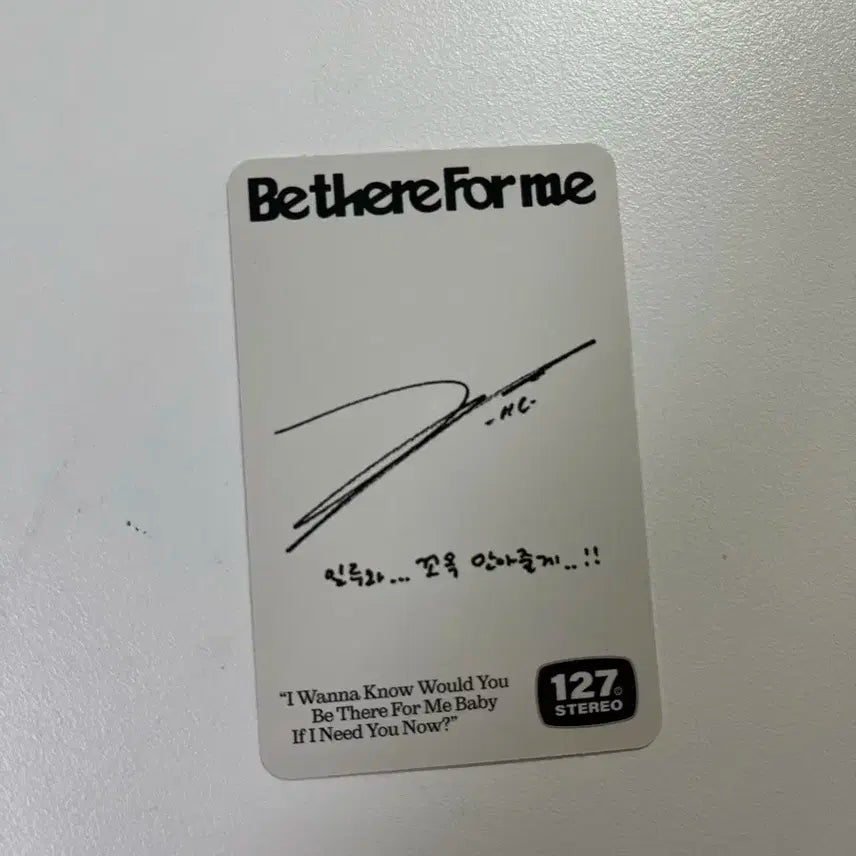 Be there For me
-HC-
일루와... 꼬옥 안아줄게..!!
“I Wanna Know Would You
Be There For Me Baby
If I Need You Now?”
127©
STEREO